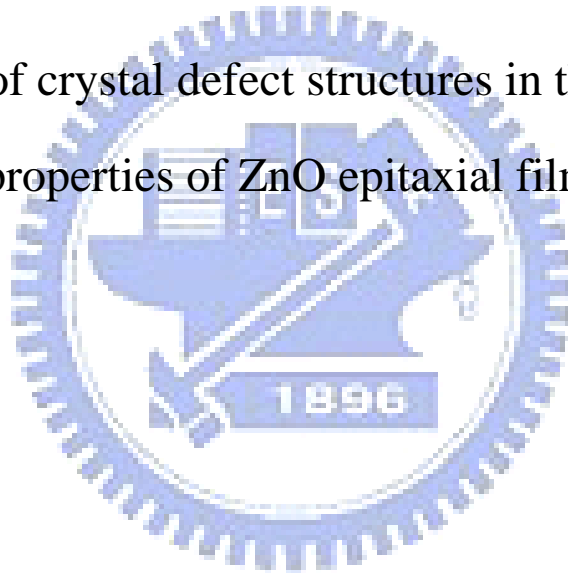 of crystal defect structures in t
properties of ZnO epitaxial film
E S
1896